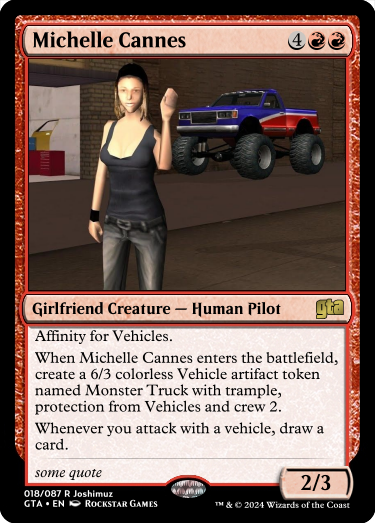 Michelle Cannes 4
Girlfriend Creature — Human Pilot gta
Affinity for Vehicles.
When Michelle Cannes enters the battlefield,
create a 6/3 colorless Vehicle artifact token
named Monster Truck with trample,
protection from Vehicles and crew 2.
Whenever you attack with a vehicle, draw a
card.
some quote
2/3
018/087 R Joshimuz
GTA • EN Rockstar Games
™ & © 2024 Wizards of the Coast